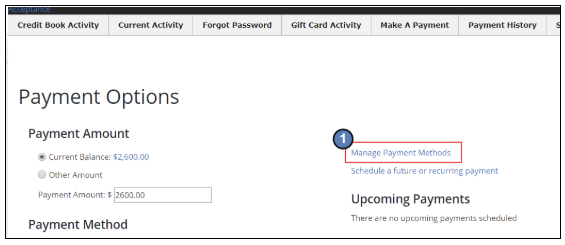 Acceptance
Credit Book Activity Current Activity Forgot Password Gift Card Activity Make A Payment Payment History S
Payment Options
Payment Amount
Current Balance: $2,600.00
Other Amount
Payment Amount: $ 2600.00
Payment Method
1
Manage Payment Methods
Schedule a future or recurring payment
Upcoming Payments
There are no upcoming payments scheduled